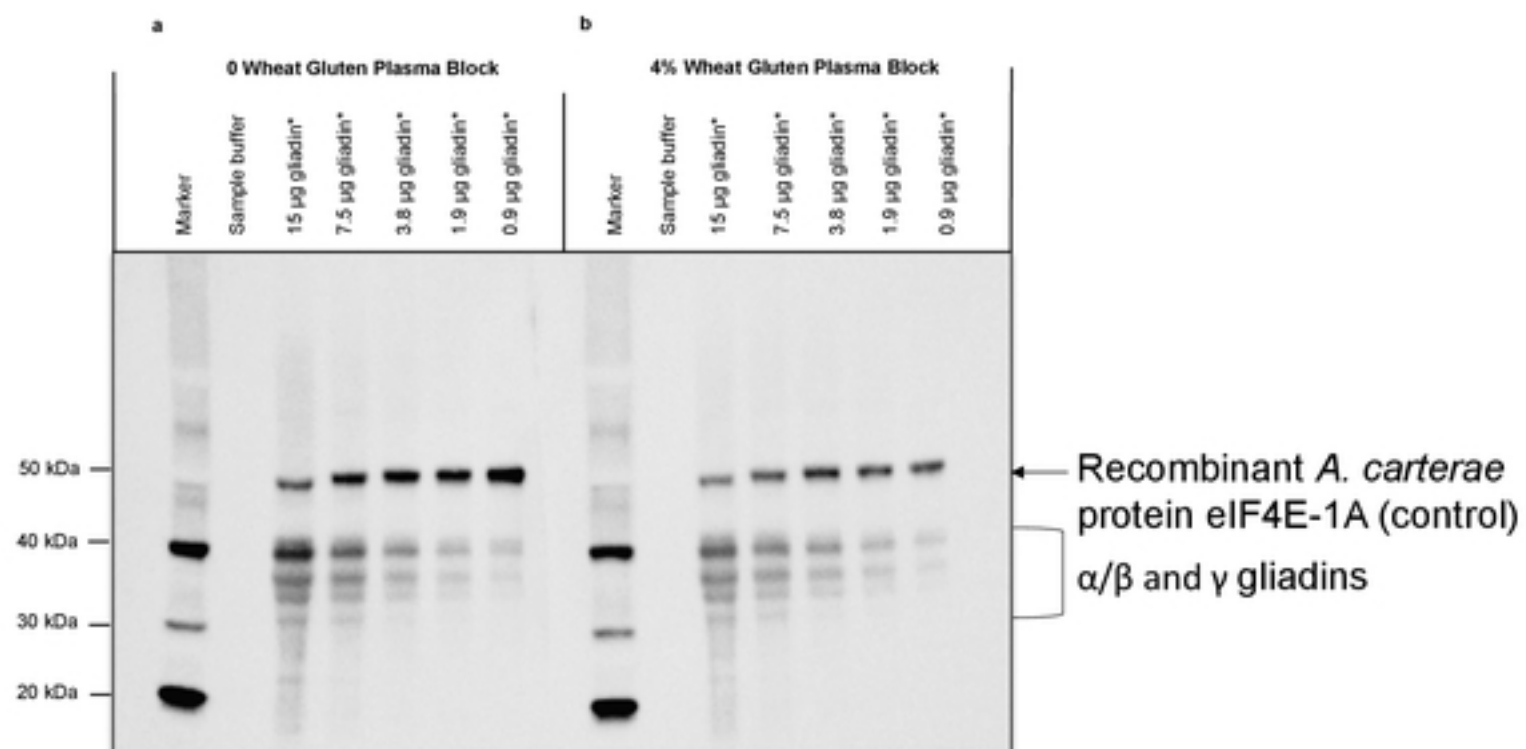 a
b
0 Wheat Gluten Plasma Block
4% Wheat Gluten Plasma Block
Marker
Sample buffer
15 µg gliadin*
7.5 µg gliadin*
3.8 µg gliadin*
1.9 µg gliadin*
0.9 µg gliadin*
Marker
Sample buffer
15 µg gliadin*
7.5 µg gliadin*
3.8 µg gliadin*
1.9 µg gliadin*
0.9 µg gliadin*
50 kDa
40 kDa
30 kDa
20 kDa
Recombinant A. carterae
protein eIF4E-1A (control)
α/β and γ gliadins